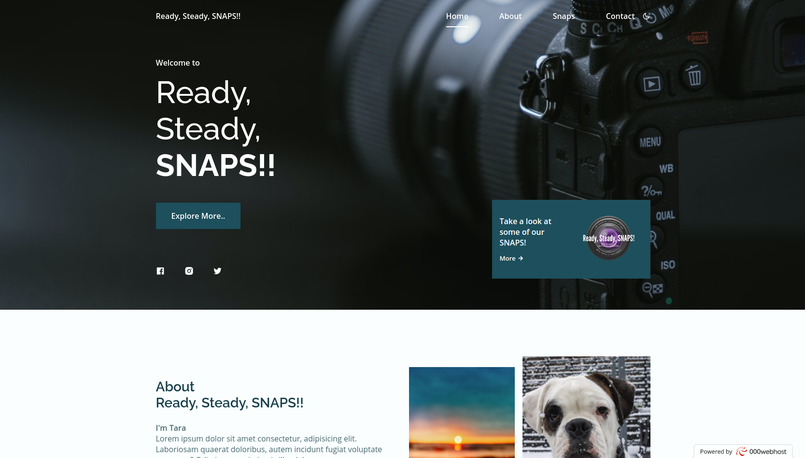 Ready, Steady, SNAPS!!
Home
About
Snaps
Contact
Welcome to
Ready,
Steady,
SNAPS!!
Explore More..
Take a look at
some of our
SNAPS!
More →
Ready, Steady, SNAPS!
MENU
WB
?/
QUAL
ISO
About
Ready, Steady, SNAPS!!
I'm Tara
Lorem ipsum dolor sit amet consectetur, adipisicing elit.
Laboriosam quaerat doloribus, autem incidunt fugiat voluptate
Powered by 000webhost